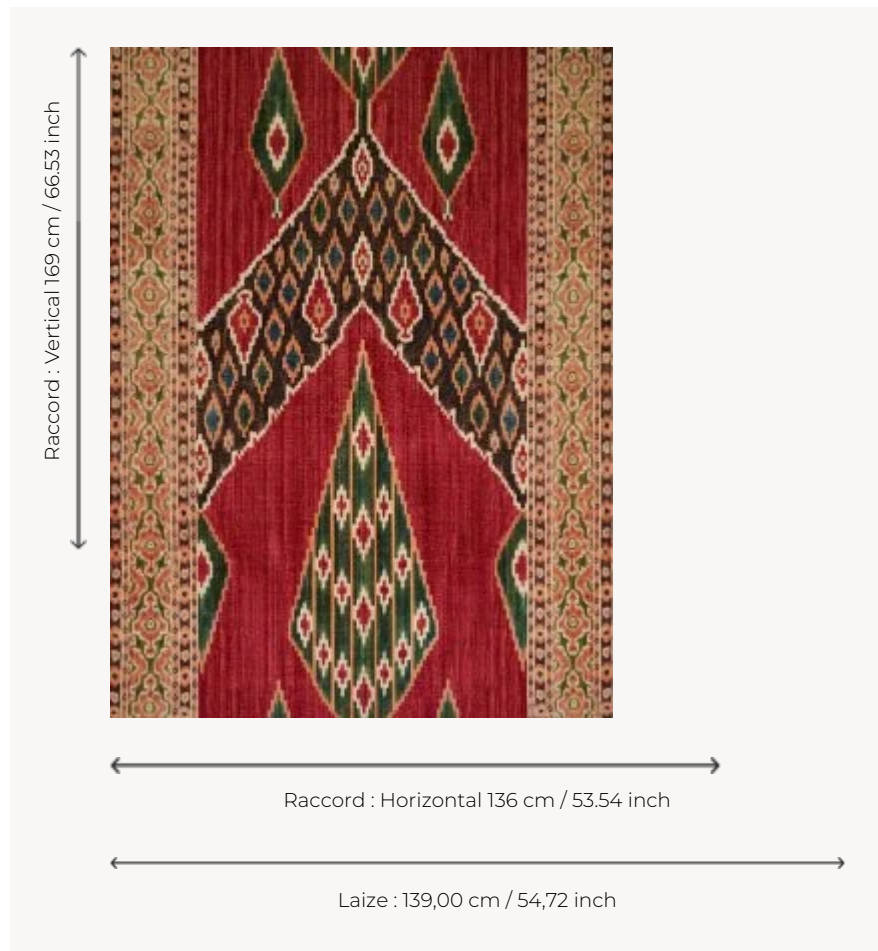 Raccord : Vertical 169 cm / 66.53 inch
Raccord : Horizontal 136 cm / 53.54 inch
Laize : 139,00 cm / 54,72 inch